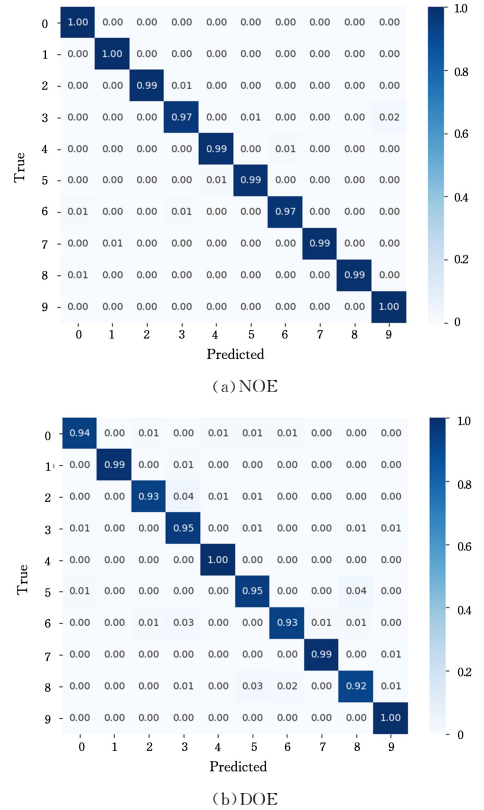 0 1.00 0.00 0.00 0.00 0.00 0.00 0.00 0.00 0.00 0.00 1.0
1 0.00 1.00 0.00 0.00 0.00 0.00 0.00 0.00 0.00 0.00
2 0.00 0.00 0.99 0.01 0.00 0.00 0.00 0.00 0.00 0.00 0.8
3 0.00 0.00 0.00 0.97 0.00 0.01 0.00 0.00 0.00 0.02
4 0.00 0.00 0.00 0.00 0.99 0.00 0.01 0.00 0.00 0.00 0.6
True
5 0.00 0.00 0.00 0.00 0.01 0.99 0.00 0.00 0.00 0.00 0.4
6 0.01 0.00 0.00 0.01 0.00 0.00 0.97 0.00 0.00 0.00
7 0.00 0.01 0.00 0.00 0.00 0.00 0.00 0.99 0.00 0.00 0.2
8 0.01 0.00 0.00 0.00 0.00 0.00 0.00 0.00 0.99 0.00
9 0.00 0.00 0.00 0.00 0.00 0.00 0.00 0.00 0.00 1.00 0
0 1 2 3 4 5 6 7 8 9
Predicted
(a) NOE
0 0.94 0.00 0.01 0.00 0.01 0.01 0.01 0.00 0.00 0.00 1.0
1 0.00 0.99 0.00 0.01 0.00 0.00 0.00 0.00 0.00 0.00
2 0.00 0.00 0.93 0.04 0.01 0.01 0.00 0.00 0.00 0.00 0.8
3 0.01 0.00 0.00 0.95 0.00 0.01 0.00 0.00 0.01 0.01
4 0.00 0.00 0.00 0.00 1.00 0.00 0.00 0.00 0.00 0.00 0.6
True
5 0.01 0.00 0.00 0.00 0.00 0.95 0.00 0.00 0.04 0.00
6 0.00 0.00 0.01 0.03 0.00 0.00 0.93 0.01 0.01 0.00 0.4
7 0.00 0.00 0.00 0.00 0.00 0.00 0.00 0.99 0.00 0.01
8 0.00 0.00 0.00 0.01 0.00 0.03 0.02 0.00 0.92 0.01 0.2
9 0.00 0.00 0.00 0.00 0.00 0.00 0.00 0.00 0.00 1.00 0
0 1 2 3 4 5 6 7 8 9
Predicted
(b) DOE